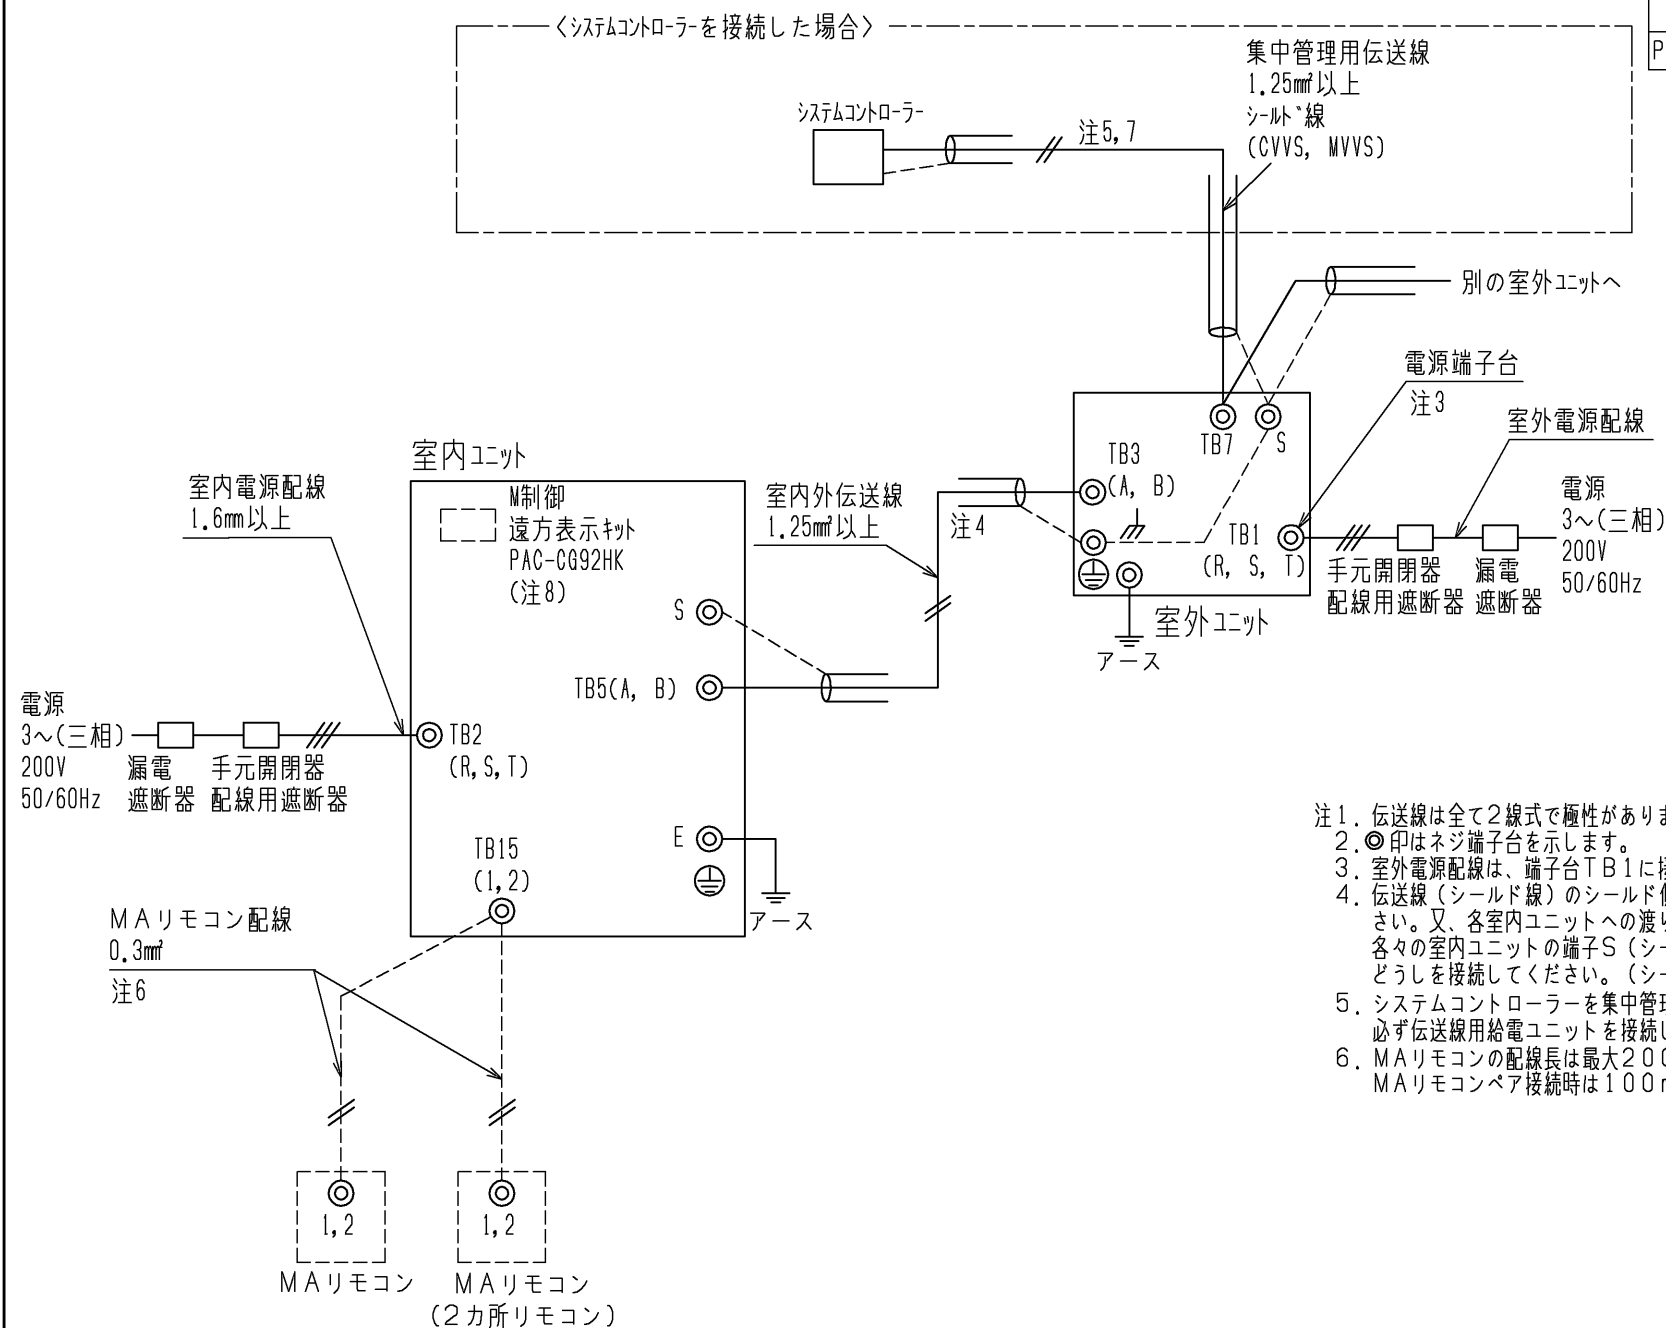 〈システムコントローラーを接続した場合〉
集中管理用伝送線
1.25㎟以上
シールド線
(CVVS, MVVS)
P
システムコントローラー
注5,7
別の室外ユニットへ
電源端子台
注3
室外電源配線
TB7
S
TB3
(A, B)
TB1
(R, S, T)
電源
3～(三相)
200V
50/60Hz
手元開閉器
配線用遮断器
漏電
遮断器
室外ユニット
アース
室内ユニット
M制御
遠方表示キット
PAC-CG92HK
(注8)
室内電源配線
1.6mm以上
室内外伝送線
1.25㎟以上
注4
S
TB5(A, B)
電源
3～(三相)
200V
50/60Hz
漏電
遮断器
手元開閉器
配線用遮断器
TB2
(R,S,T)
E
アース
TB15
(1,2)
MAリモコン配線
0.3㎟
注6
1,2
MAリモコン
1,2
MAリモコン
(2カ所リモコン)
注1. 伝送線は全て2線式で極性があり
2.◎印はネジ端子台を示します。
3. 室外電源配線は、端子台TB1に
4. 伝送線（シールド線）のシールド
さい。又、各室内ユニットへの渡
各々の室内ユニットの端子S（シー
どうしを接続してください。（シー
5. システムコントローラーを集中管
必ず伝送線用給電ユニットを接続し
6. MAリモコンの配線長は最大200
MAリモコンペア接続時は100m